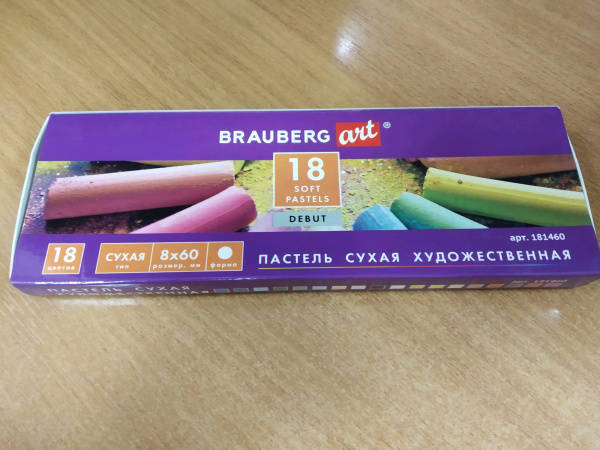 BRAUBERG art ®
18
SOFT
PASTELS
DEBUT
арт. 181460
18
цветов
СУХАЯ
тип
8x60
размер, мм
форма
ПАСТЕЛЬ СУХАЯ ХУДОЖЕСТВЕННАЯ
ПАСТЕЛЬ СУХАЯ